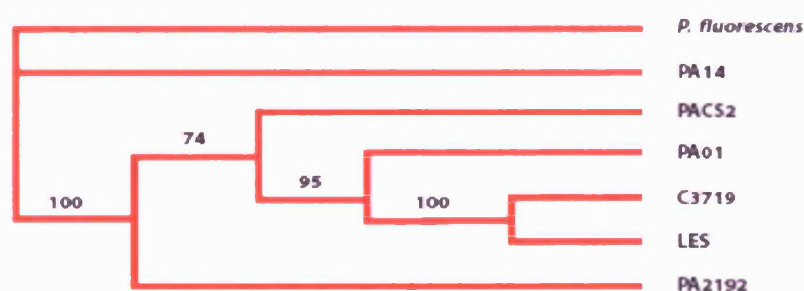 P. fluorescens
PA14
PACS2
74
PA01
95
C3719
100
100
LES
PA2192